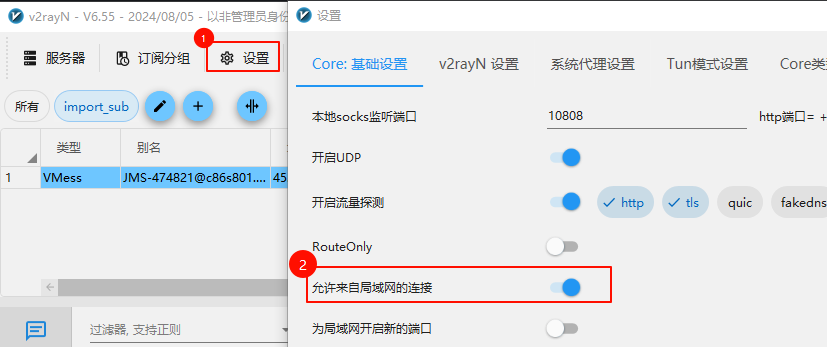 v2rayN - V6.55 - 2024/08/05 - 以非管理员身份
设置
1
服务器
订阅分组
设置
Core: 基础设置
v2rayN 设置
系统代理设置
Tun模式设置
所有
import_sub
本地socks监听端口
10808
http端口= +
类型
别名
1
VMess
JMS-474821@c86s801....
45
开启UDP
开启流量探测
http
tls
quic
fakedns
RouteOnly
2
允许来自局域网的连接
为局域网开启新的端口
过滤器, 支持正则